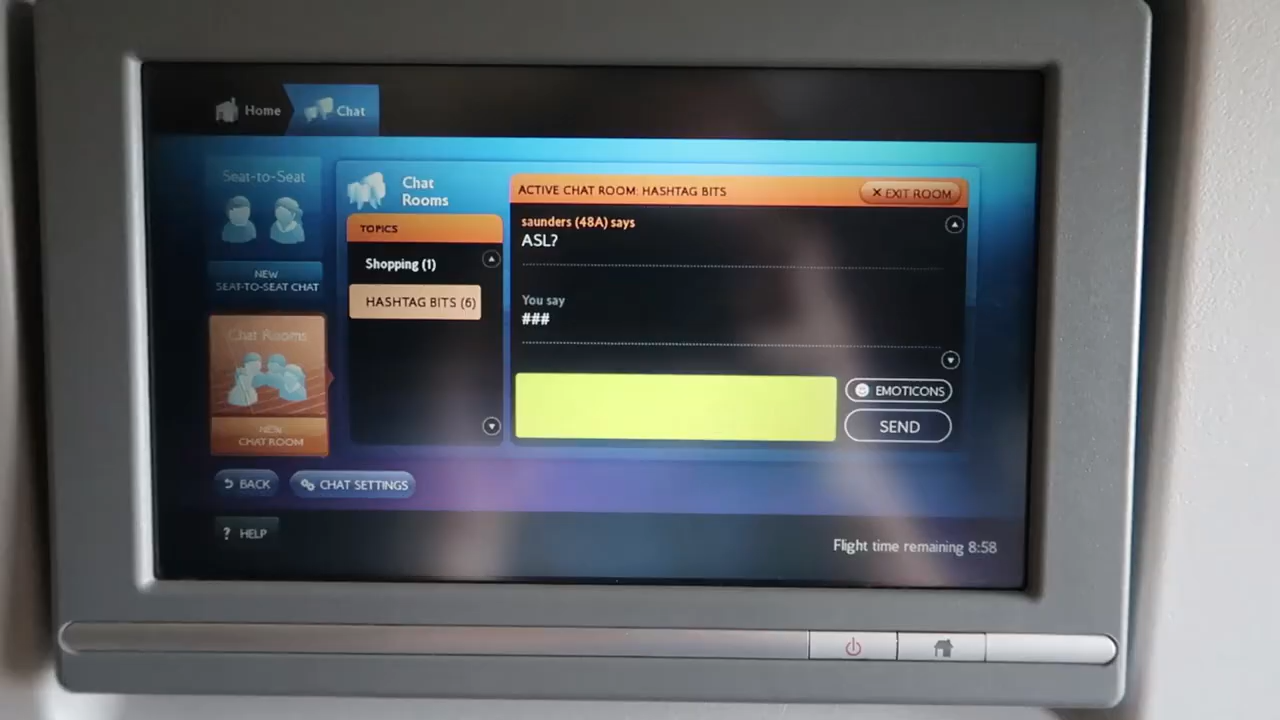 Home
Chat
Seat-to-Seat
NEW
SEAT-TO-SEAT CHAT
Chat Rooms
NEW
CHAT ROOM
Chat
Rooms
TOPICS
Shopping (1)
HASHTAG BITS (6)
ACTIVE CHAT ROOM: HASHTAG BITS
X EXIT ROOM
saunders (48A) says
ASL?
You say
###
EMOTICONS
SEND
BACK
CHAT SETTINGS
? HELP
Flight time remaining 8:58